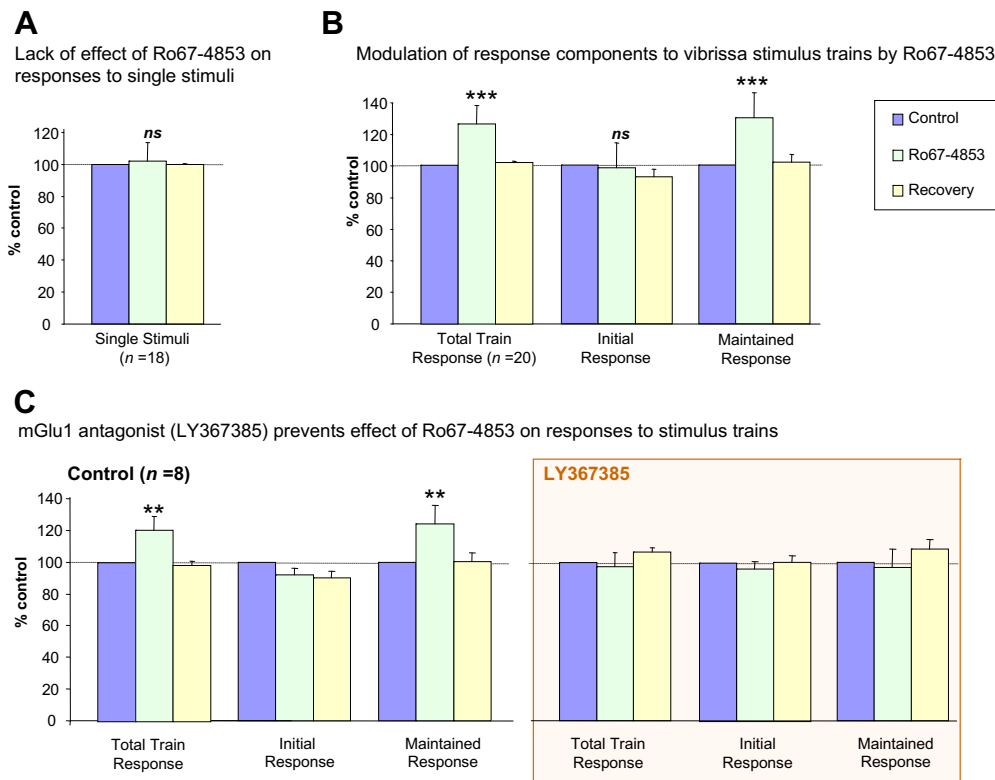 A
Lack of effect of Ro67-4853 on
responses to single stimuli
ns
120
100
80
60
40
20
0
% control
Single Stimuli
(n =18)
B
Modulation of response components to vibrissa stimulus trains by Ro67-4853
***
ns
***
140
120
100
80
60
40
20
0
% control
Total Train
Response (n =20)
Initial
Response
Maintained
Response
Control
Ro67-4853
Recovery
C
mGlu1 antagonist (LY367385) prevents effect of Ro67-4853 on responses to stimulus trains
Control (n =8)
**
**
140
120
100
80
60
40
20
0
% control
Total Train
Response
Initial
Response
Maintained
Response
LY367385
Total Train
Response
Initial
Response
Maintained
Response